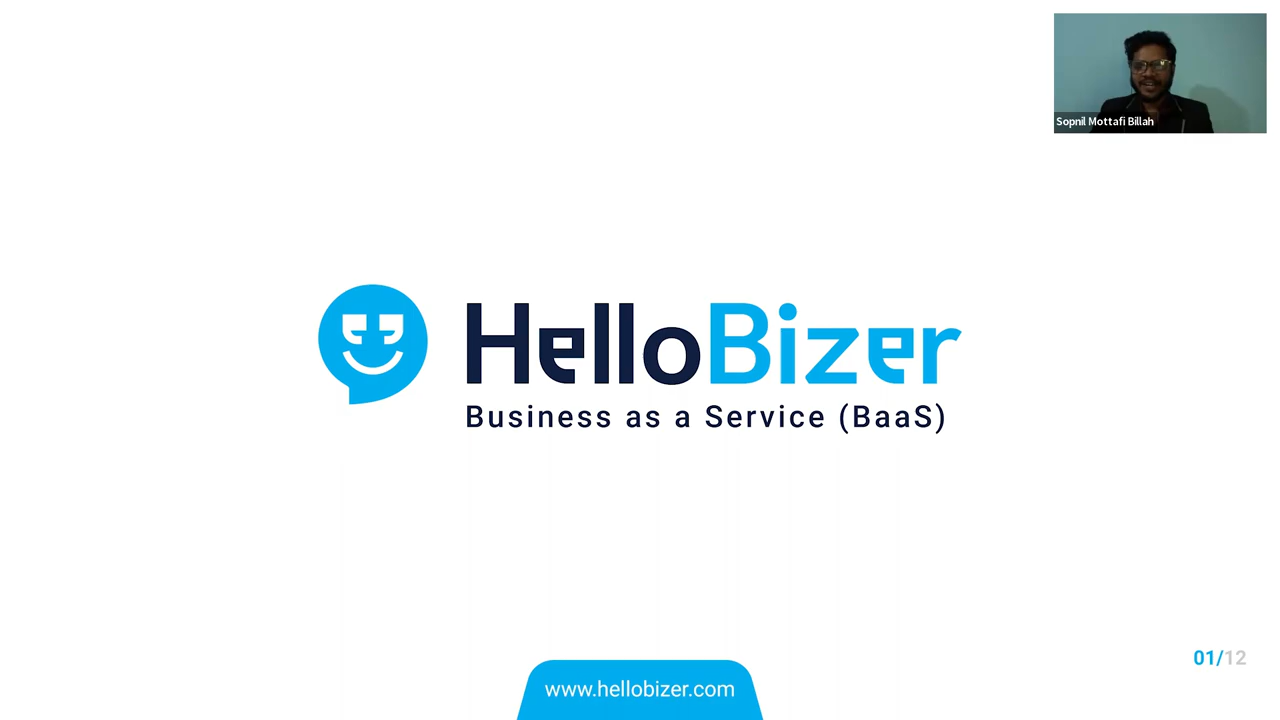 Sopnil Mottafi Billah
HelloBizer
Business as a Service (BaaS)
01/12
www.hellobizer.com